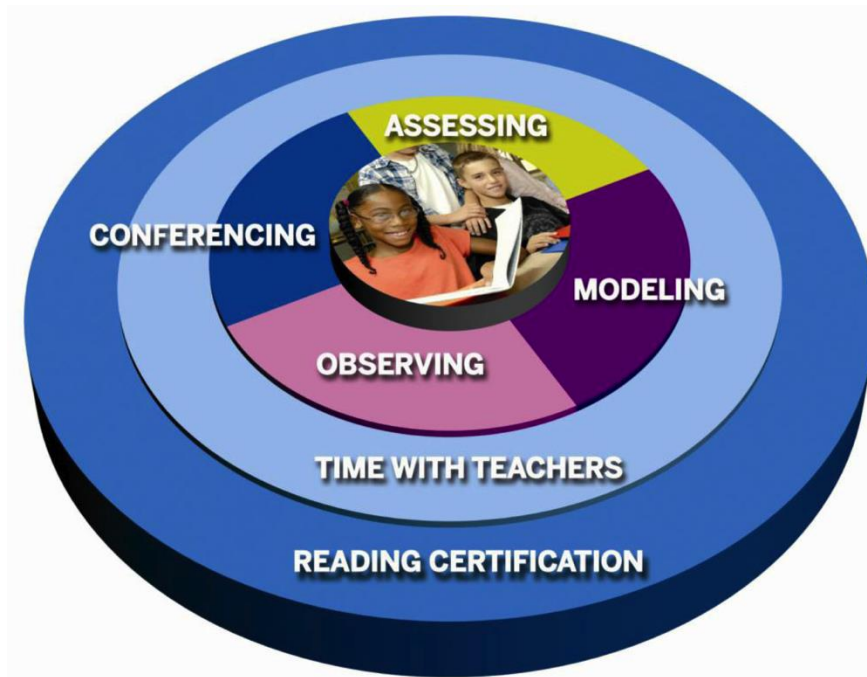 ASSESSING
CONFERENCING
MODELING
OBSERVING
TIME WITH TEACHERS
READING CERTIFICATION